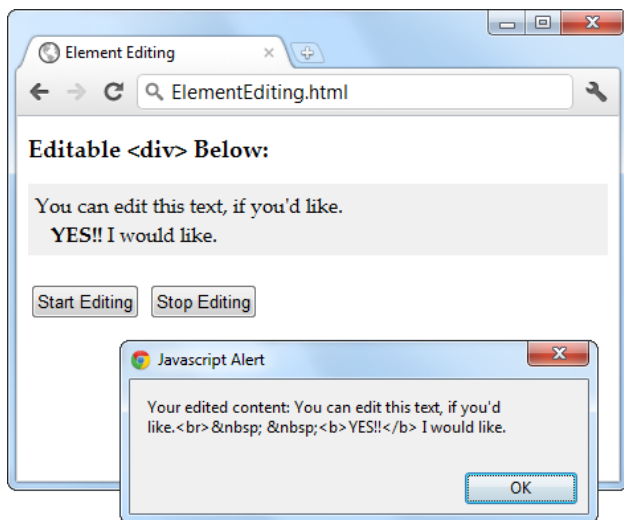 Element Editing
ElementEditing.html
Editable <div> Below:
You can edit this text, if you'd like.
YES!! I would like.
Start Editing Stop Editing
Javascript Alert
Your edited content: You can edit this text, if you'd
like.<br>&nbsp; &nbsp;<b>YES!!</b> I would like.
OK